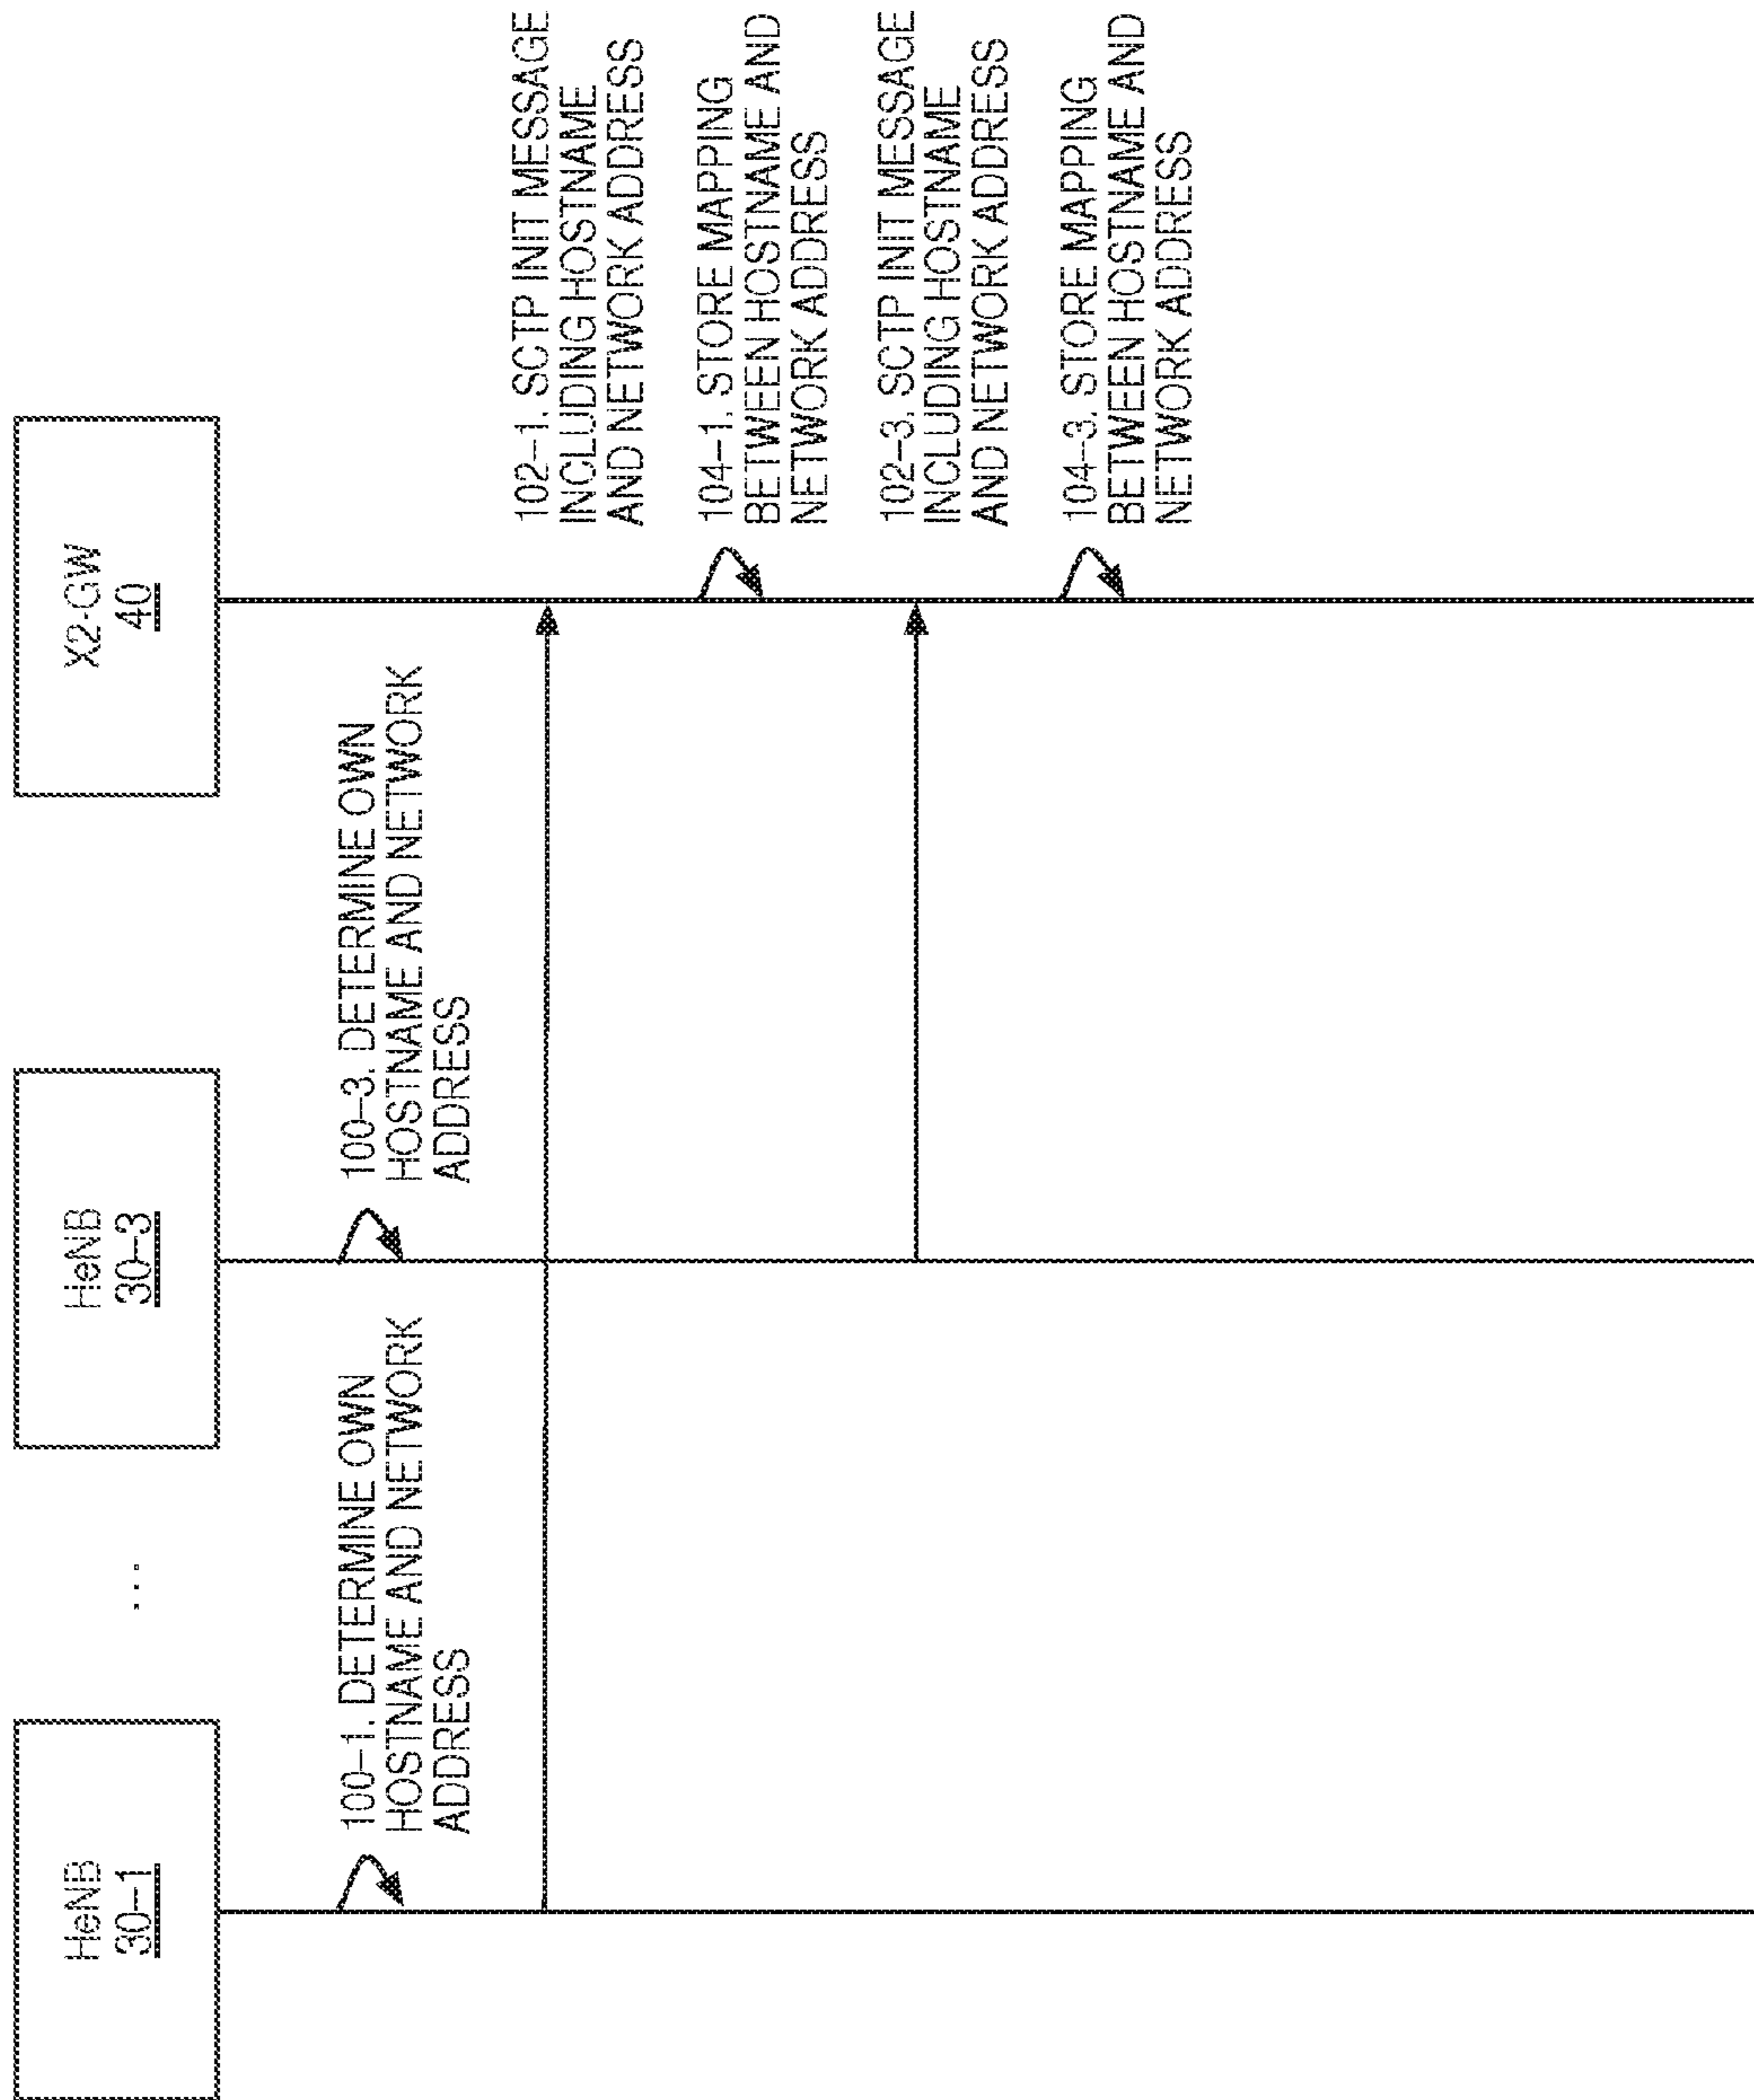 HeNB
30–1
...
HeNB
30–3
X2-GW
40
100–1. DETERMINE OWN
HOSTNAME AND NETWORK
ADDRESS
100–3. DETERMINE OWN
HOSTNAME AND NETWORK
ADDRESS
102–1. SCTP INIT MESSAGE
INCLUDING HOSTNAME
AND NETWORK ADDRESS
104–1. STORE MAPPING
BETWEEN HOSTNAME AND
NETWORK ADDRESS
102–3. SCTP INIT MESSAGE
INCLUDING HOSTNAME
AND NETWORK ADDRESS
104–3. STORE MAPPING
BETWEEN HOSTNAME AND
NETWORK ADDRESS